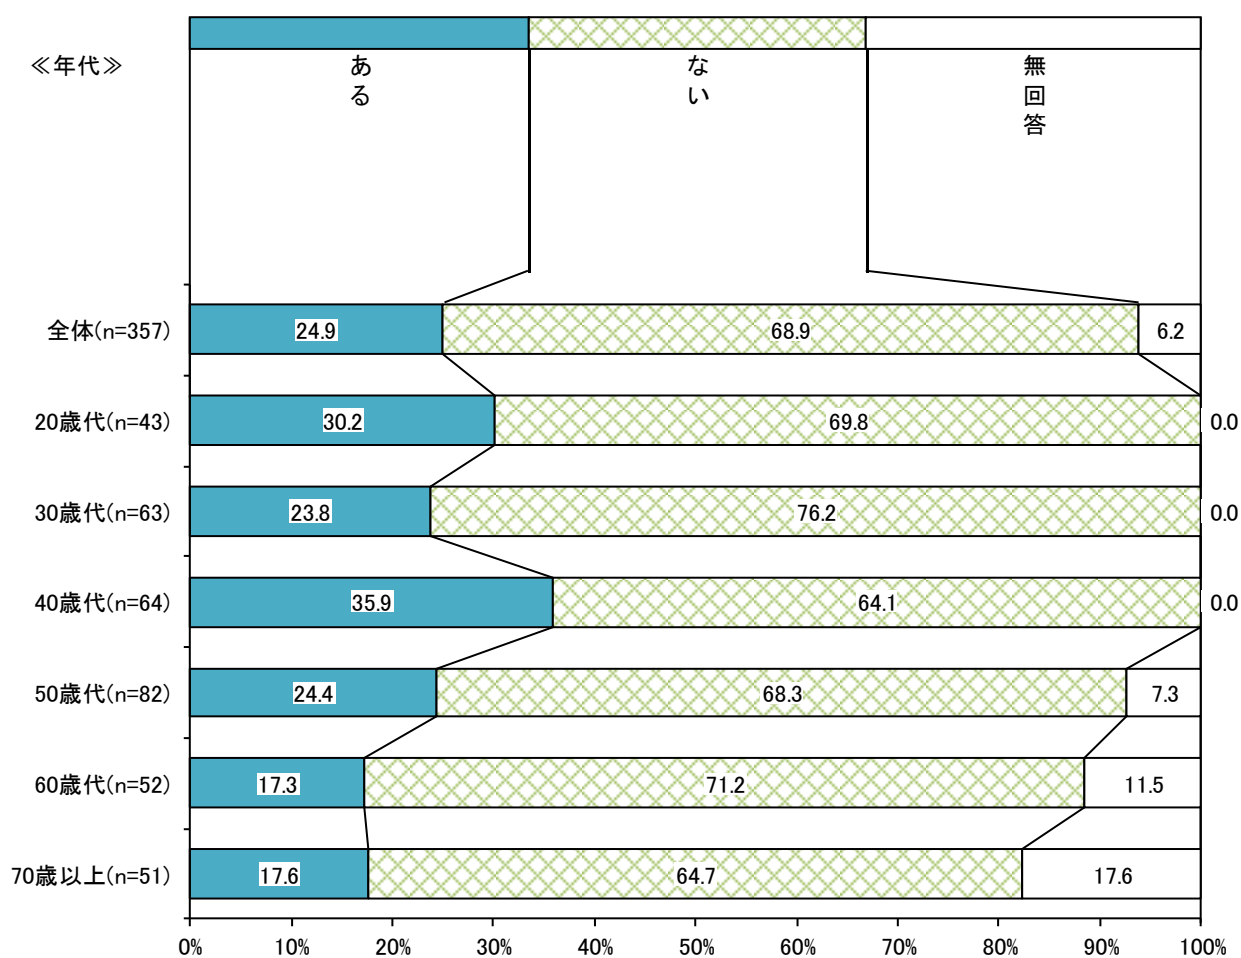 ≪年代≫
ある
ない
無回答
全体(n=357) 24.9 68.9 6.2
20歳代(n=43) 30.2 69.8 0.0
30歳代(n=63) 23.8 76.2 0.0
40歳代(n=64) 35.9 64.1 0.0
50歳代(n=82) 24.4 68.3 7.3
60歳代(n=52) 17.3 71.2 11.5
70歳以上(n=51) 17.6 64.7 17.6
0% 10% 20% 30% 40% 50% 60% 70% 80% 90% 100%